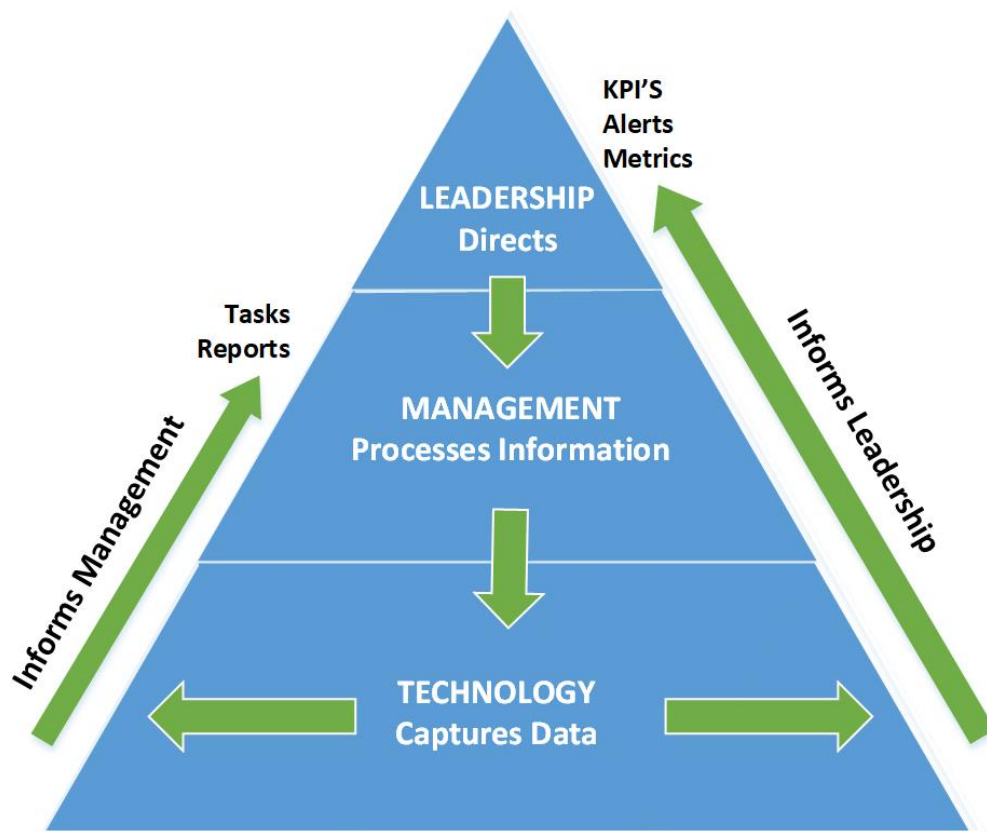 KPI'S
Alerts
Metrics
LEADERSHIP
Directs
Tasks
Reports
MANAGEMENT
Processes Information
Informs Management
Informs Leadership
TECHNOLOGY
Captures Data